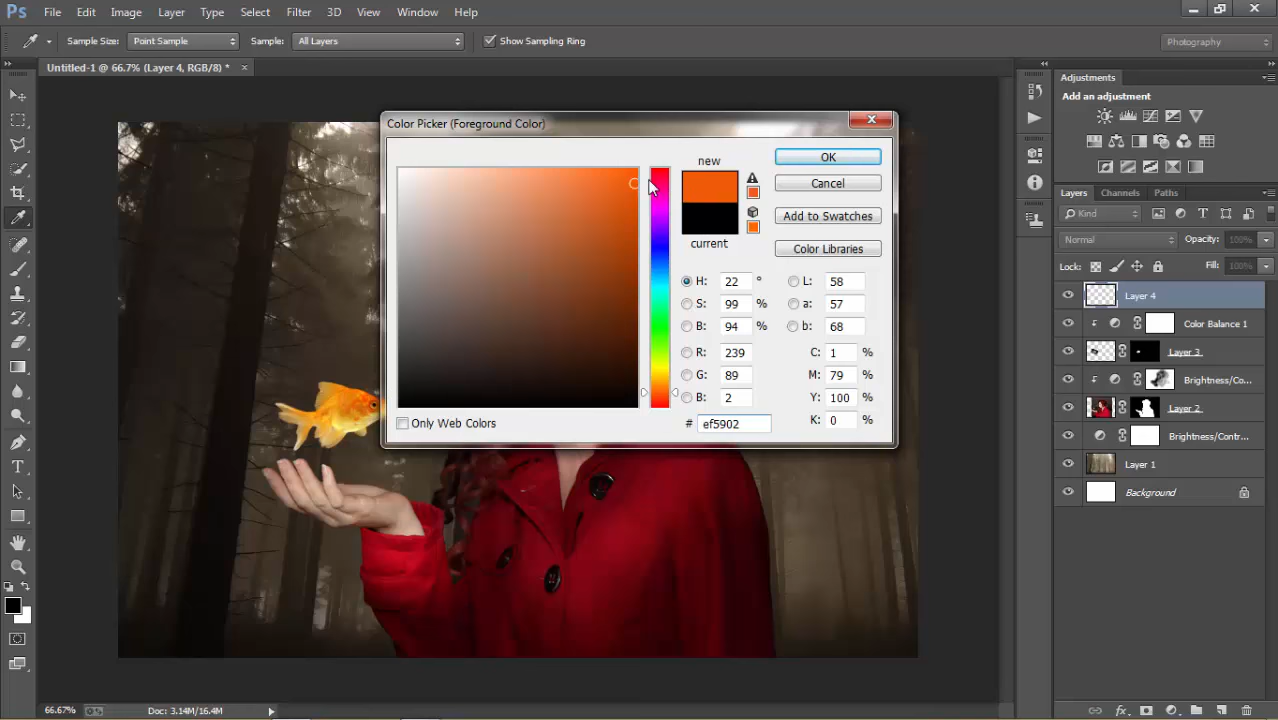 Ps File Edit Image Layer Type Select Filter 3D View Window Help
Sample Size: Point Sample Sample: All Layers Show Sampling Ring Photography
Untitled-1 @ 66.7% (Layer 4, RGB/8) *
Color Picker (Foreground Color)
new
current
OK
Cancel
Add to Swatches
Color Libraries
H: 22 ° L: 58
S: 99 % a: 57
B: 94 % b: 68
R: 239 C: 1 %
G: 89 M: 79 %
B: 2 Y: 100 %
# ef5902 K: 0 %
Only Web Colors
Adjustments
Add an adjustment
Layers Channels Paths
Kind
Normal Opacity: 100%
Lock: Fill: 100%
Layer 4
Color Balance 1
Layer 3
Brightness/Co...
Layer 2
Brightness/Contr...
Layer 1
Background
66.67% Doc: 3.14M/16.4M